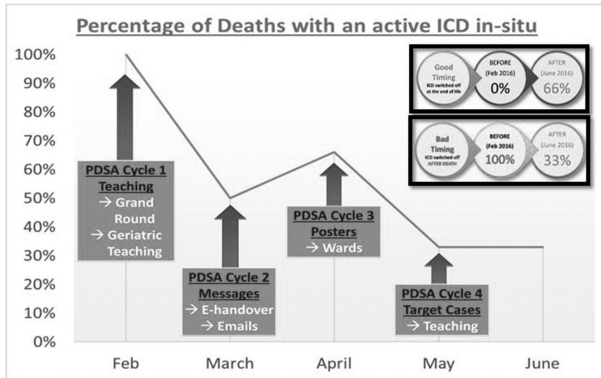 Percentage of Deaths with an active ICD in-situ
100%
90%
80%
70%
60%
50%
40%
30%
20%
10%
0%
Feb
March
April
May
June
PDSA Cycle 1
Teaching
→ Grand
Round
→ Geriatric
Teaching
PDSA Cycle 2
Messages
→ E-handover
→ Emails
PDSA Cycle 3
Posters
→ Wards
PDSA Cycle 4
Target Cases
→ Teaching
Good
Timing
ICD switched off
at the end of life
BEFORE
(Feb 2016)
0%
AFTER
(June 2016)
66%
Bad
Timing
ICD switched off
AFTER DEATH
BEFORE
(Feb 2016)
100%
AFTER
(June 2016)
33%